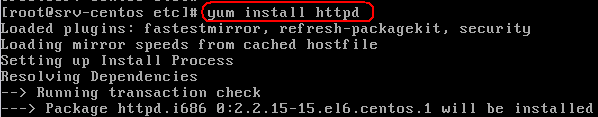 [root@srv-centos etc]# yum install httpd
Loaded plugins: fastestmirror, refresh-packagekit, security
Loading mirror speeds from cached hostfile
Setting up Install Process
Resolving Dependencies
--> Running transaction check
---> Package httpd.i686 0:2.2.15-15.el6.centos.1 will be installed